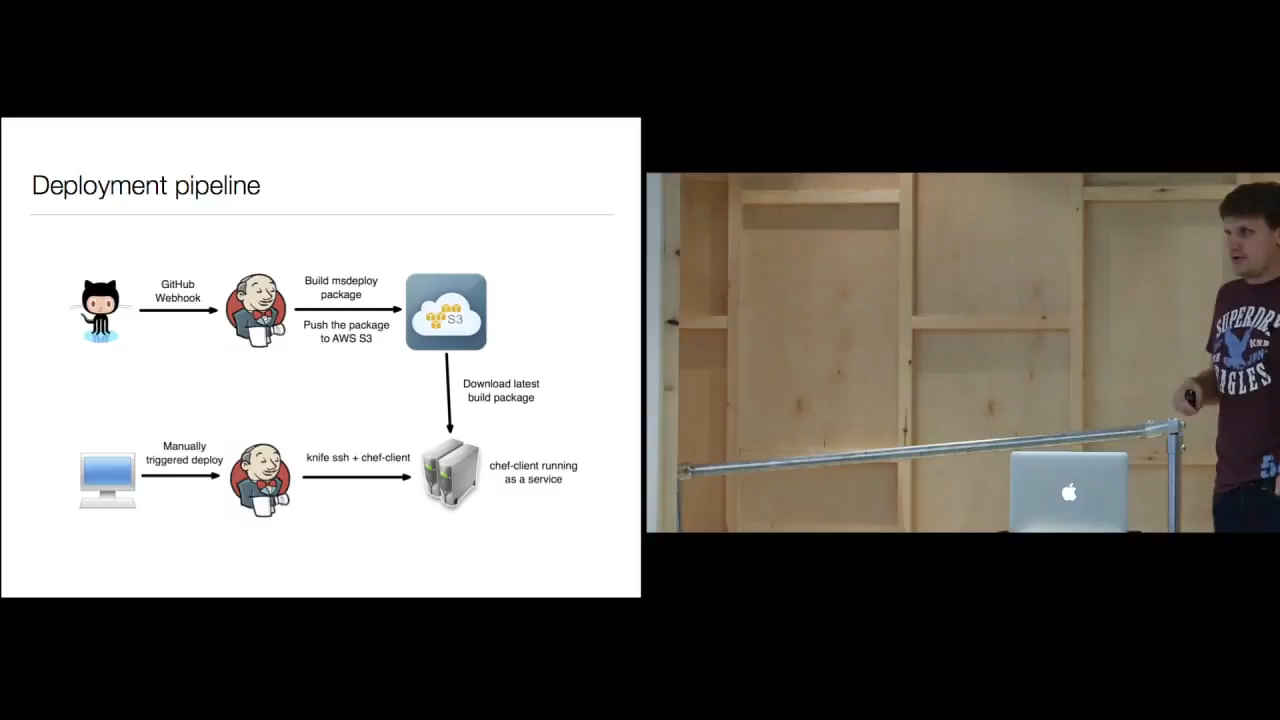 Deployment pipeline
GitHub
Webhook
Build msdeploy
package
Push the package
to AWS S3
S3
Download latest
build package
Manually
triggered deploy
knife ssh + chef-client
chef-client running
as a service
SUPERDRY
EAGLES